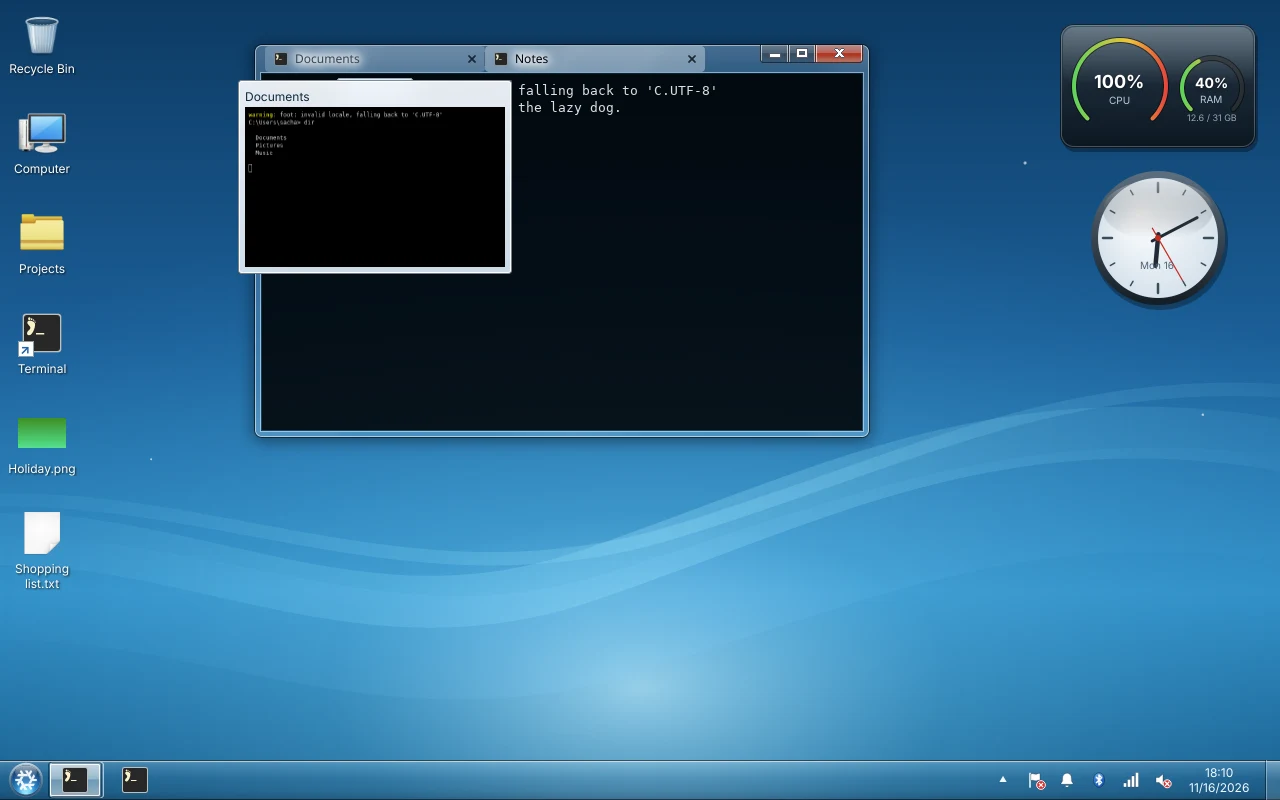 Recycle Bin
Computer
Projects
Terminal
Holiday.png
Shopping
list.txt
Documents
Notes
falling back to 'C.UTF-8'
the lazy dog.
Documents
warning: foot: invalid locale, falling back to 'C.UTF-8'
C:\Users\sacha> dir
Documents
Pictures
Music
100%
CPU
40%
RAM
12.6 / 31 GB
Mon 16
18:10
11/16/2026